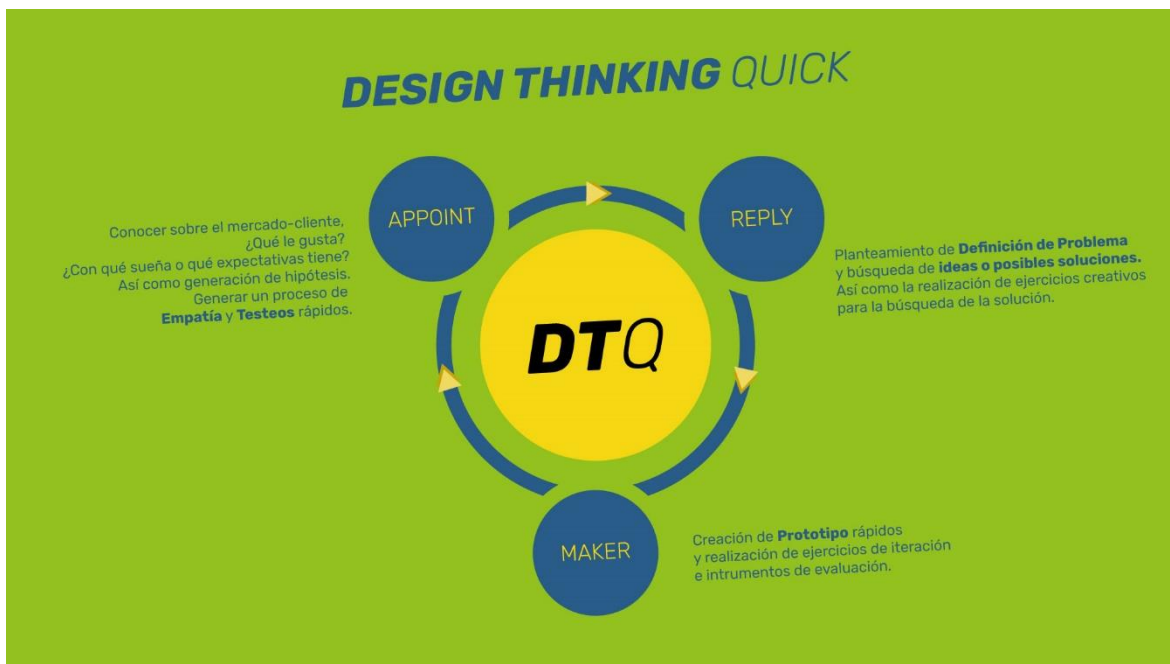 DESIGN THINKING QUICK
APPOINT
Conocer sobre el mercado-cliente,
¿Qué le gusta?
¿Con qué sueña o qué expectativas tiene?
Así como generación de hipótesis.
Generar un proceso de
Empatía y Testeos rápidos.
REPLY
Planteamiento de Definición de Problema
y búsqueda de ideas o posibles soluciones.
Así como la realización de ejercicios creativos
para la búsqueda de la solución.
DTQ
MAKER
Creación de Prototipo rápidos
y realización de ejercicios de iteración
e intrumentos de evaluación.